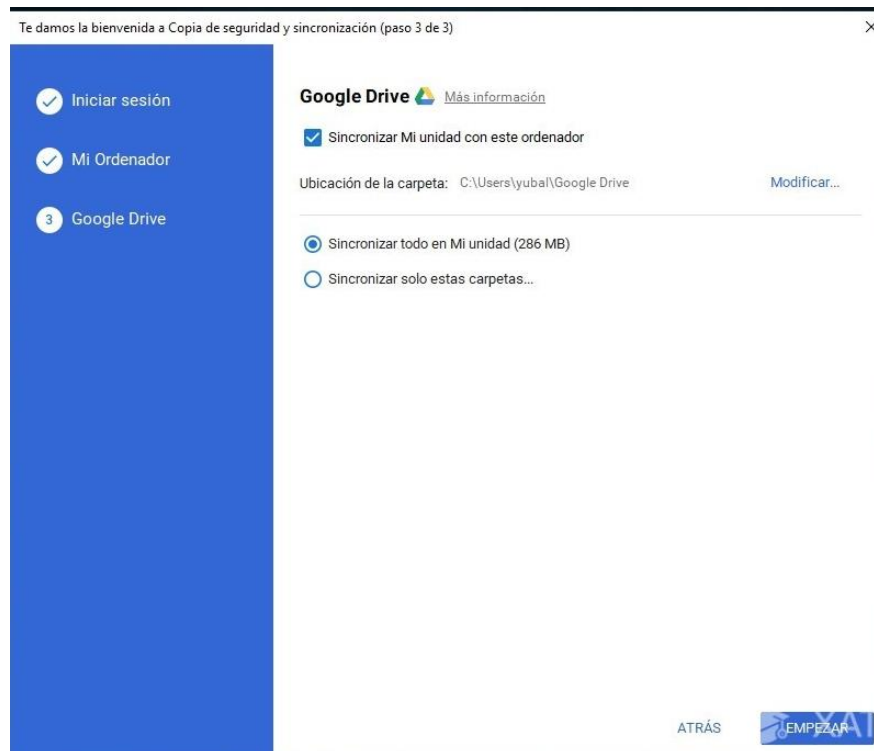 Te damos la bienvenida a Copia de seguridad y sincronización (paso 3 de 3)
Iniciar sesión
Mi Ordenador
3 Google Drive
Google Drive Más información
Sincronizar Mi unidad con este ordenador
Ubicación de la carpeta: C:\Users\yubal\Google Drive Modificar...
Sincronizar todo en Mi unidad (286 MB)
Sincronizar solo estas carpetas...
ATRÁS EMPEZAR